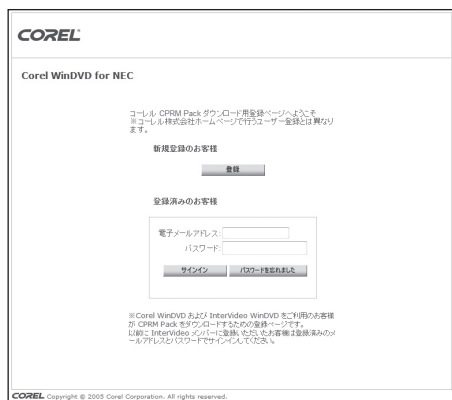 COREL
Corel WinDVD for NEC
コーレル CPRM Pack ダウンロード用登録ページへようこそ
※コーレル株式会社ホームページで行うユーザー登録とは異なり
ます。
新規登録のお客様
登録
登録済みのお客様
電子メールアドレス:
パスワード:
サインイン
パスワードを忘れました
※Corel WinDVD および InterVideo WinDVD をご利用のお客様
が CPRM Pack をダウンロードするための登録ページです。
以前に InterVideo メンバーに登録いただいたお客様は登録済みのメ
ールアドレスとパスワードでサインインしてください。
COREL Copyright © 2005 Corel Corporation. All rights reserved.